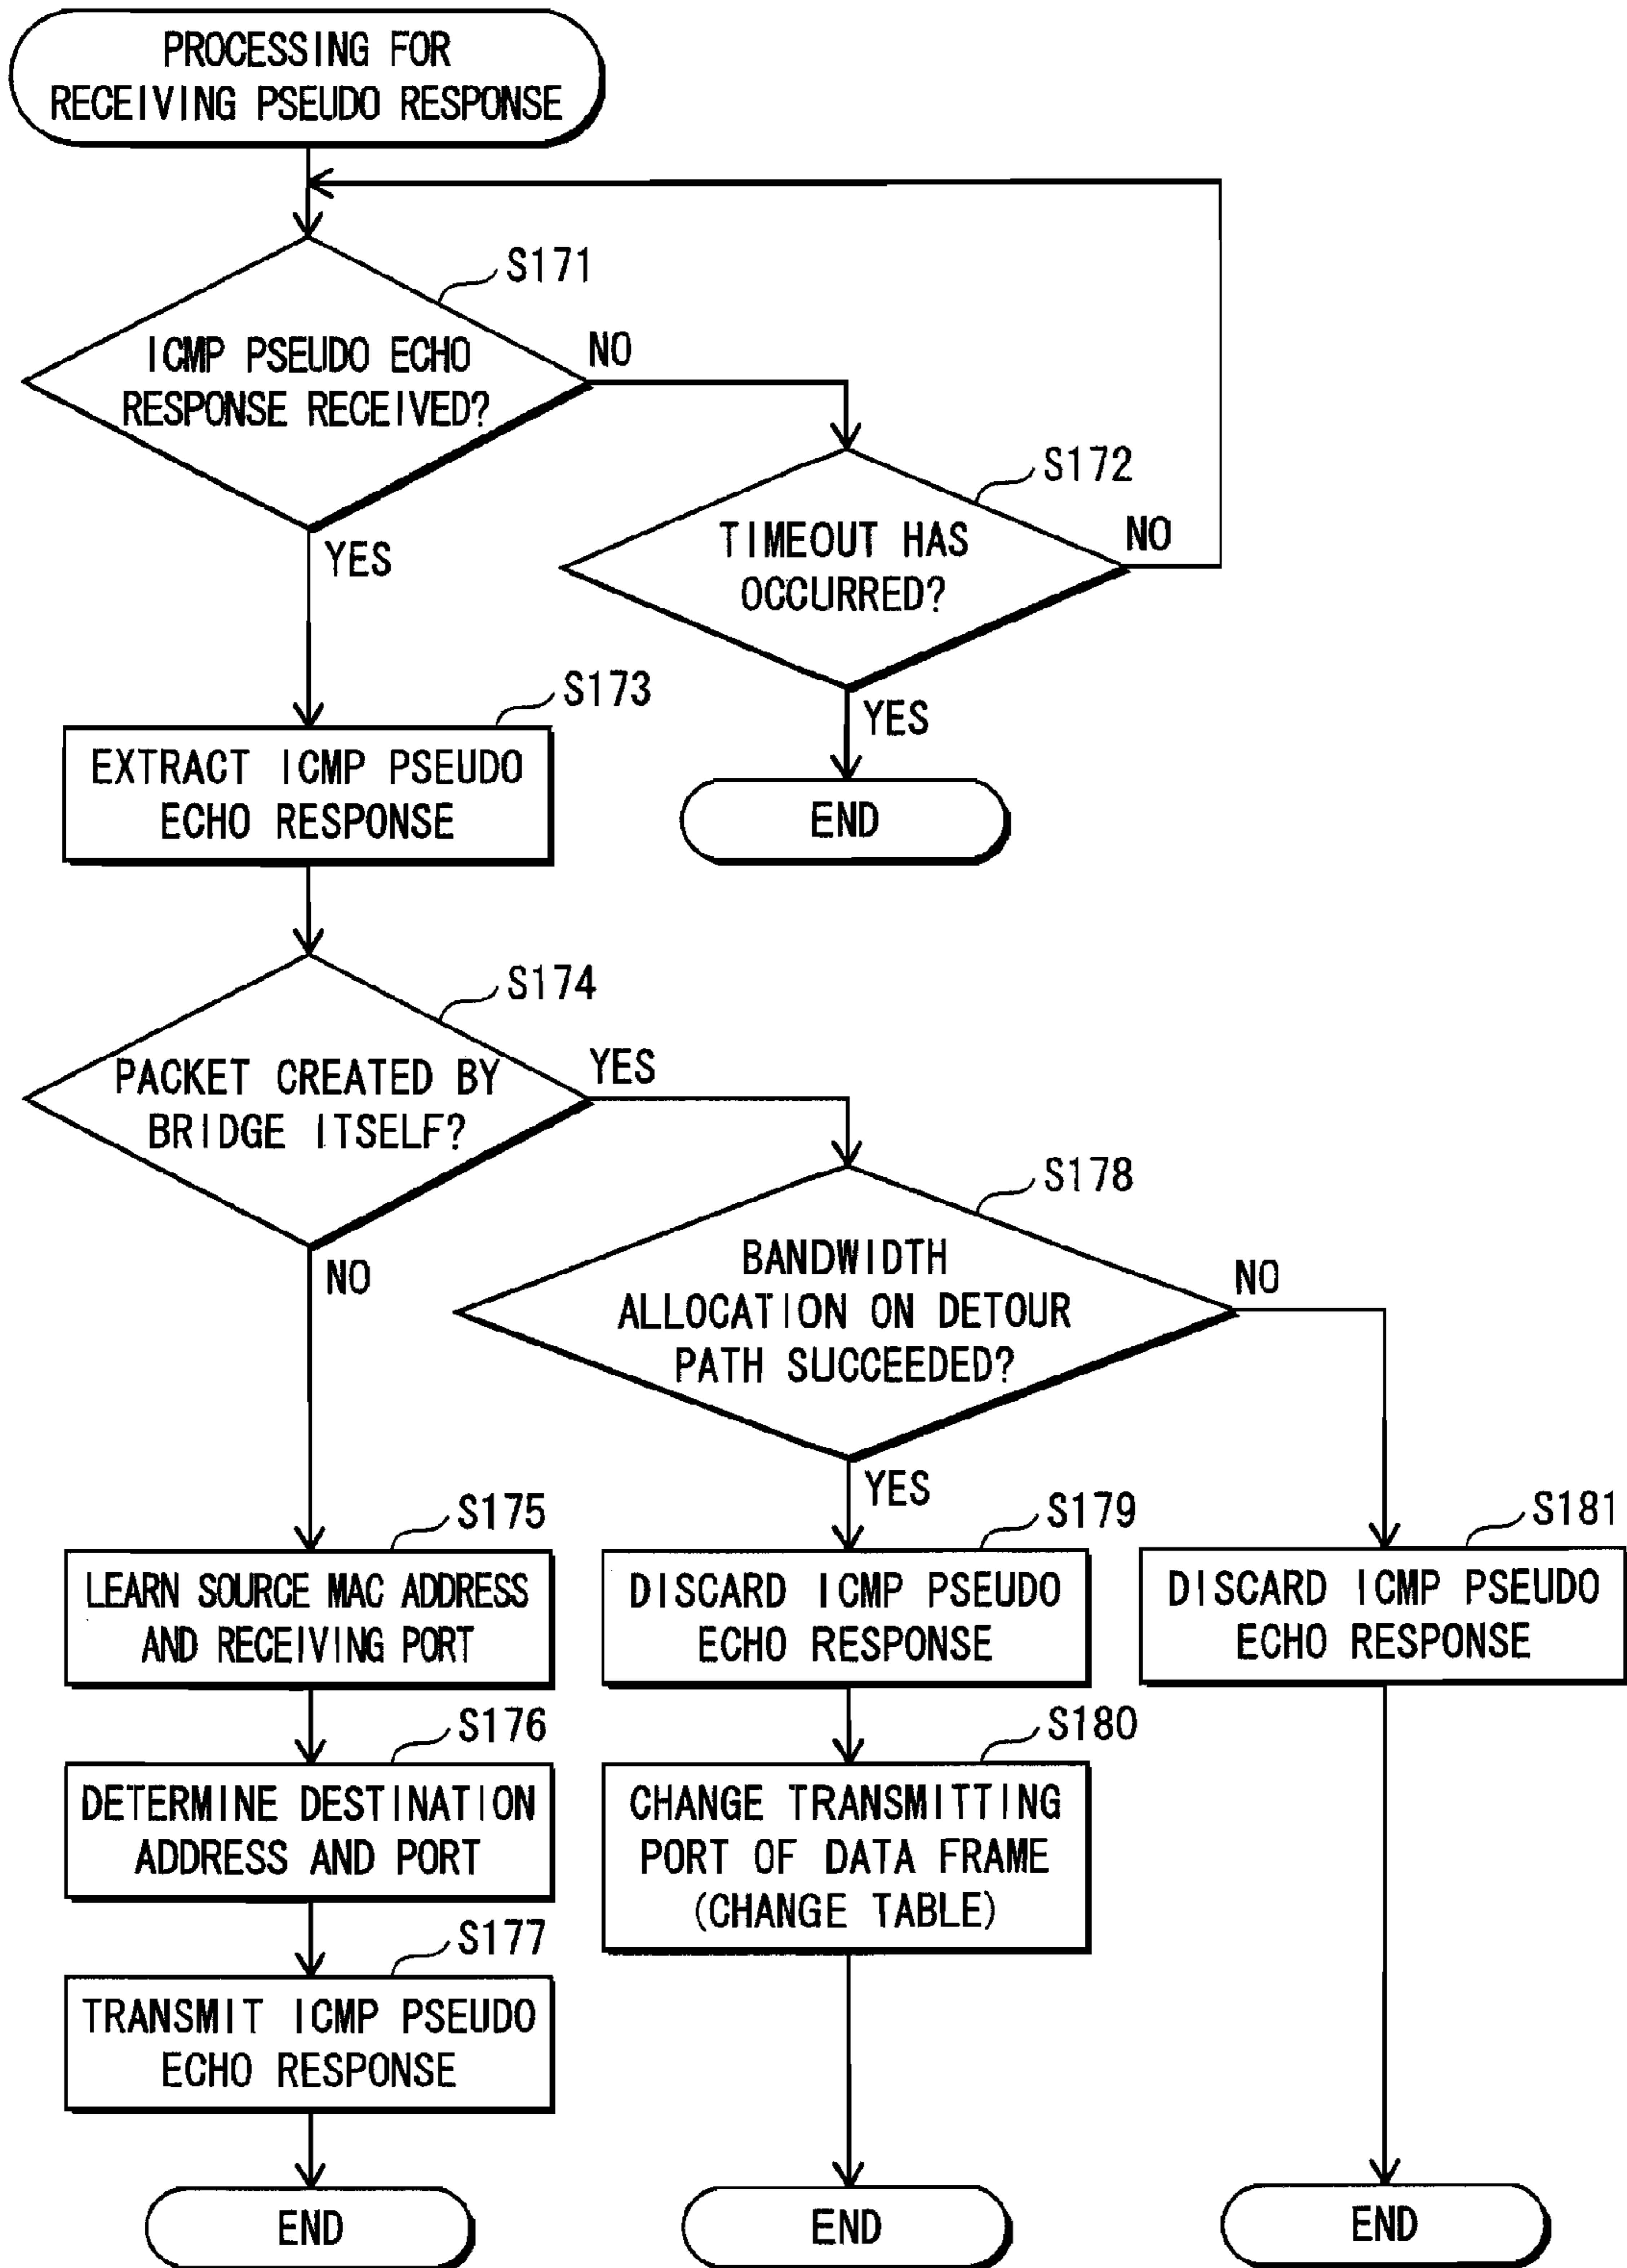 PROCESSING FOR
RECEIVING PSEUDO RESPONSE
S171
ICMP PSEUDO ECHO
RESPONSE RECEIVED?
NO
YES
S172
TIMEOUT HAS
OCCURRED?
NO
YES
END
S173
EXTRACT ICMP PSEUDO
ECHO RESPONSE
S174
PACKET CREATED BY
BRIDGE ITSELF?
YES
NO
S178
BANDWIDTH
ALLOCATION ON DETOUR
PATH SUCCEEDED?
NO
YES
S175
LEARN SOURCE MAC ADDRESS
AND RECEIVING PORT
S176
DETERMINE DESTINATION
ADDRESS AND PORT
S177
TRANSMIT ICMP PSEUDO
ECHO RESPONSE
END
S179
DISCARD ICMP PSEUDO
ECHO RESPONSE
S180
CHANGE TRANSMITTING
PORT OF DATA FRAME
(CHANGE TABLE)
END
S181
DISCARD ICMP PSEUDO
ECHO RESPONSE
END